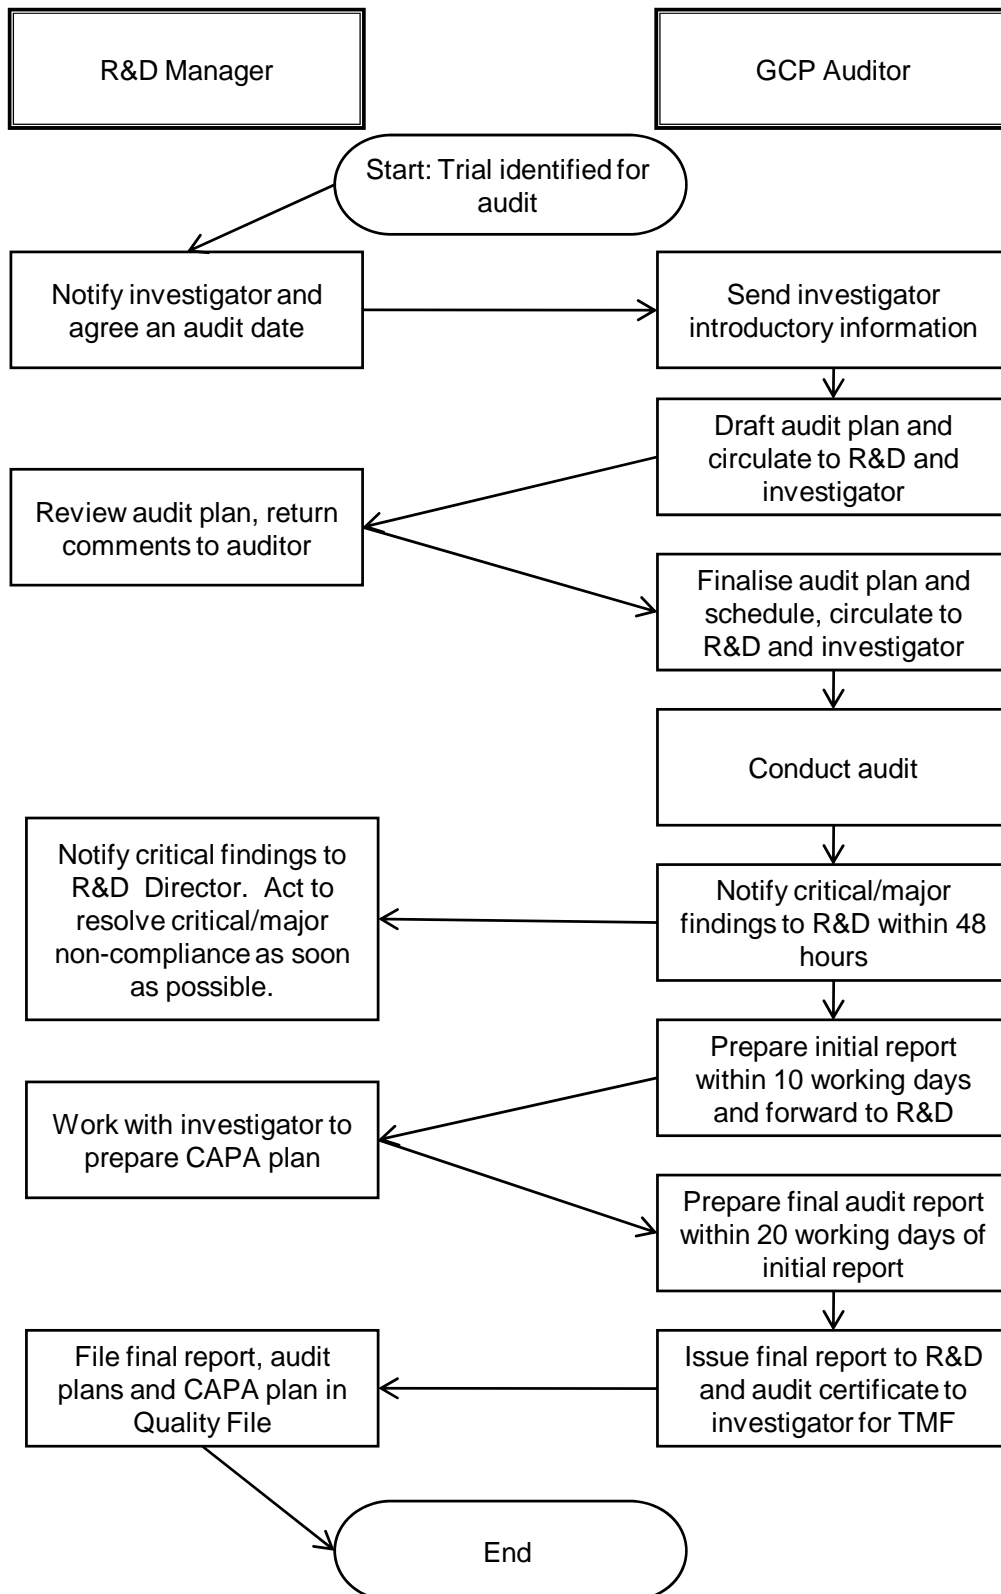 R&D Manager
GCP Auditor
Start: Trial identified for
audit
Notify investigator and
agree an audit date
Send investigator
introductory information
Draft audit plan and
circulate to R&D and
investigator
Review audit plan, return
comments to auditor
Finalise audit plan and
schedule, circulate to
R&D and investigator
Conduct audit
Notify critical findings to
R&D Director. Act to
resolve critical/major
non-compliance as soon
as possible.
Notify critical/major
findings to R&D within 48
hours
Prepare initial report
within 10 working days
and forward to R&D
Work with investigator to
prepare CAPA plan
Prepare final audit report
within 20 working days of
initial report
File final report, audit
plans and CAPA plan in
Quality File
Issue final report to R&D
and audit certificate to
investigator for TMF
End